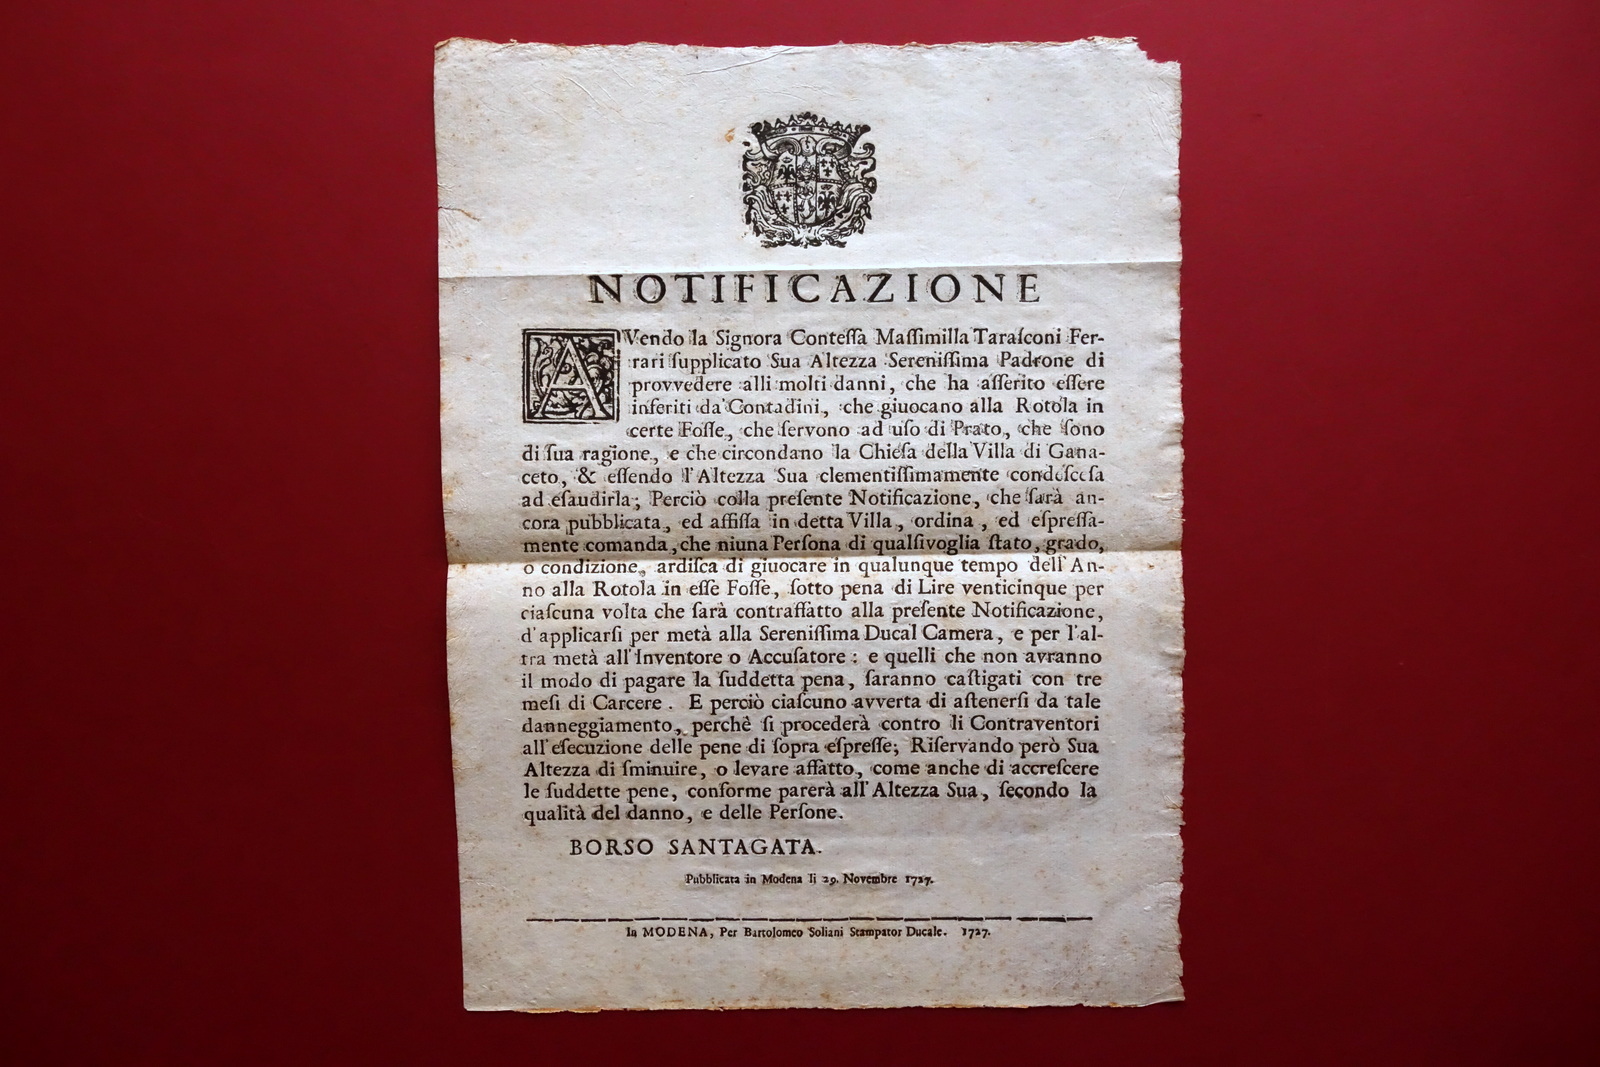 NOTIFICAZIONE
AVendo la Signora Conteſſa Maſſimilla Taraſconi Fer-
rari ſupplicato Sua Altezza Sereniſſima Padrone di
provvedere alli molti danni, che ha aſſerito eſſere
inferiti da' Contadini, che giuocano alla Rotola in
certe Foſſe, che ſervono ad uſo di Prato, che ſono
di ſua ragione, e che circondano la Chieſa della Villa di Gana-
ceto, & eſſendo l'Altezza Sua clementiſſimamente condeſceſa
ad eſaudirla; Perciò colla preſente Notificazione, che ſarà an-
cora pubblicata, ed affiſſa in detta Villa, ordina, ed eſpreſſa-
mente comanda, che niuna Perſona di qualſivoglia ſtato, grado,
o condizione, ardiſca di giuocare in qualunque tempo dell' An-
no alla Rotola in eſſe Foſſe, ſotto pena di Lire venticinque per
ciaſcuna volta che ſarà contraffatto alla preſente Notificazione,
d'applicarſi per metà alla Sereniſſima Ducal Camera, e per l'al-
tra metà all'Inventore o Accuſatore: e quelli che non avranno
il modo di pagare la ſuddetta pena, ſaranno caſtigati con tre
meſi di Carcere. E perciò ciaſcuno avverta di aſtenerſi da tale
danneggiamento, perchè ſi procederà contro li Contraventori
all'eſecuzione delle pene di ſopra eſpreſſe; Riſervando però Sua
Altezza di ſminuire, o levare affatto, come anche di accreſcere
le ſuddette pene, conforme parerà all'Altezza Sua, ſecondo la
qualità del danno, e delle Perſone.
BORSO SANTAGATA.
Pubblicata in Modena li 29. Novembre 1727.
In MODENA, Per Bartolomeo Soliani Stampator Ducale. 1727.